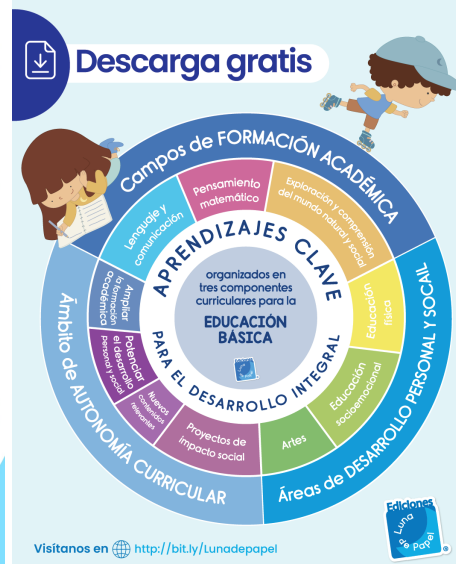 Descarga gratis
Campos de FORMACIÓN ACADÉMICA
Lenguaje y
comunicación
Pensamiento
matemático
Exploración y comprensión
del mundo natural y social
Áreas de DESARROLLO PERSONAL Y SOCAIL
Educación
física
Educación
socioemocional
Artes
Ámbito de AUTONOMÍA CURRICULAR
Ampliar
la formación
académica
Potenciar
el desarrollo
Personal y social
Nuevos
contenidos
relevantes
Proyectos de
impacto social
APRENDIZAJES CLAVE
PARA EL DESARROLLO INTEGRAL
organizados en
tres componentes
curriculares para la
EDUCACIÓN
BÁSICA
Visítanos en http://bit.ly/Lunadepapel
Ediciones
Luna
de Papel
®